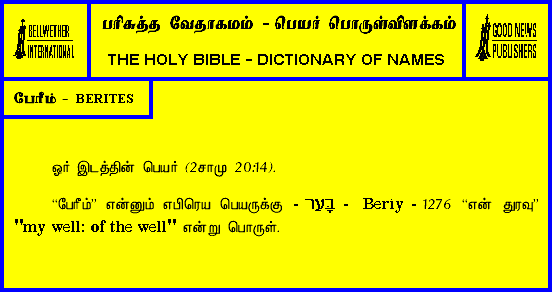 BELLWETHER
INTERNATIONAL
பரிசுத்த வேதாகமம் - பெயர் பொருள்விளக்கம்
THE HOLY BIBLE - DICTIONARY OF NAMES
GOOD NEWS
PUBLISHERS
பேரீம் - BERITES
ஓர் இடத்தின் பெயர் (2சாமு 20:14).
“பேரீம்” என்னும் எபிரெய பெயருக்கு - בָּעַר - Beriy - 1276 “என் துரவு”
"my well: of the well" என்று பொருள்.